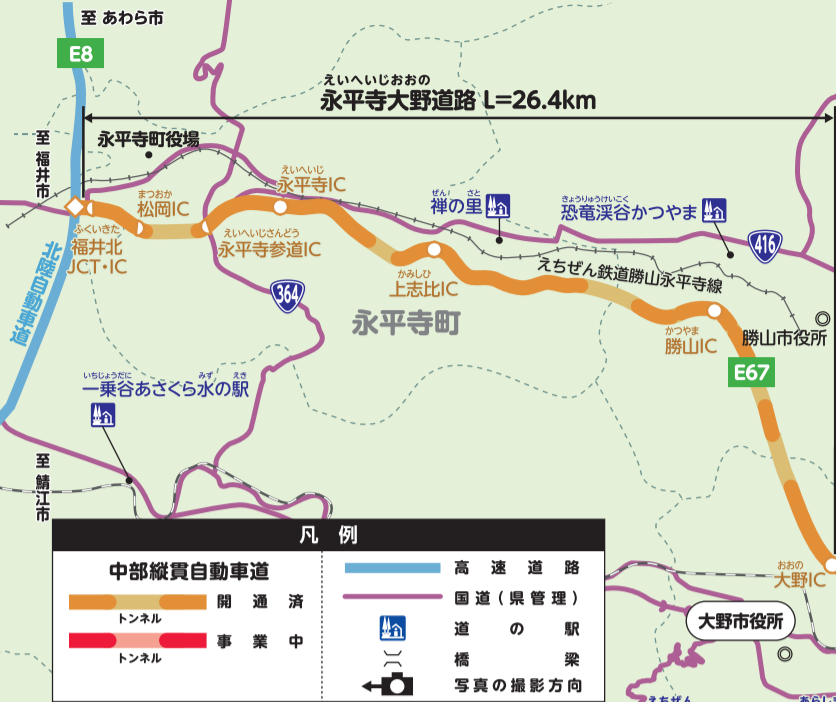 至 あわら市
E8
えいへいじおおの
永平寺大野道路 L=26.4km
至 福井市
永平寺町役場
えいへいじ
永平寺IC
まつおか
松岡IC
ぜん さと
禅の里
きょうりゅうけいこく
恐竜渓谷かつやま
416
ふくいきた
福井北
JCT・IC
えいへいじさんどう
永平寺参道IC
かみしひ
上志比IC
えちぜん鉄道勝山永平寺線
北陸自動車道
364
永平寺町
かつやま
勝山IC
勝山市役所
E67
いちじょうだに みず えき
一乗谷あさくら水の駅
至 鯖江市
おおの
大野IC
大野市役所
凡例
中部縦貫自動車道
開通済
トンネル
事業中
トンネル
高速道路
国道(県管理)
道の駅
橋梁
写真の撮影方向
えちぜん